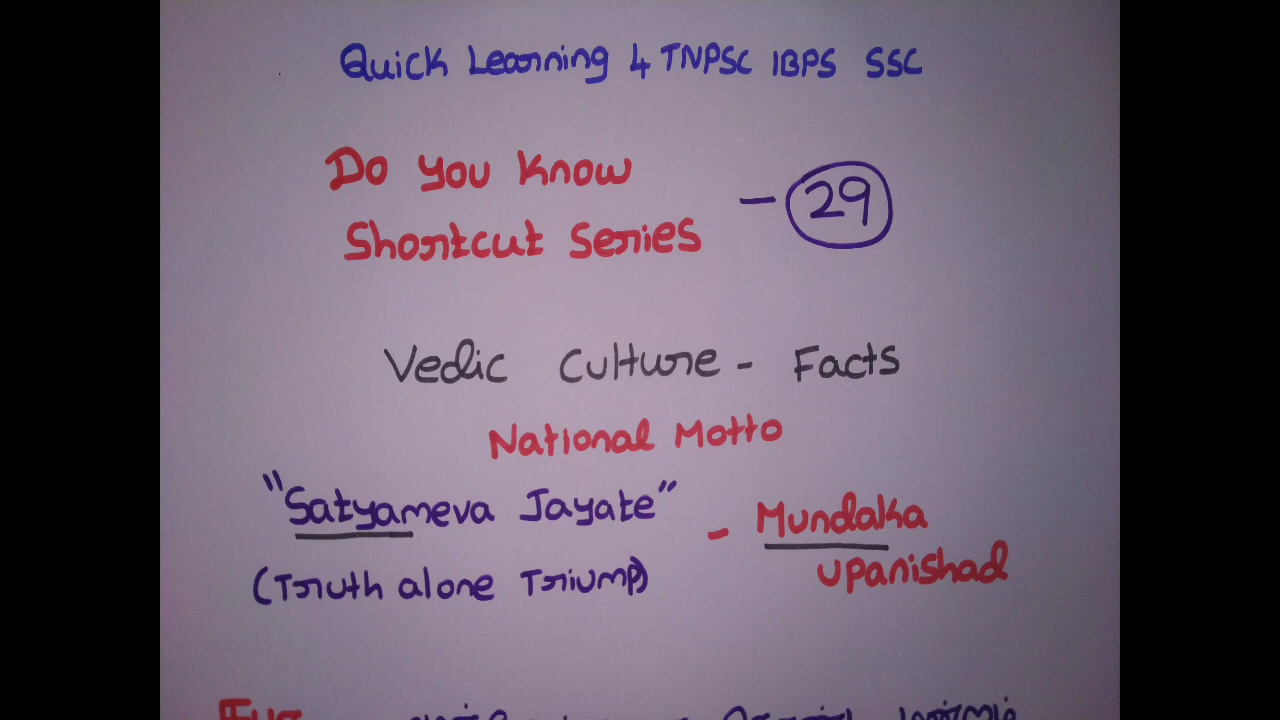 Quick Learning 4 TNPSC IBPS SSC
Do You Know
Shortcut Series - 29
Vedic Culture - Facts
National Motto
"Satyameva Jayate" - Mundaka
(Truth alone Triump) Upanishad